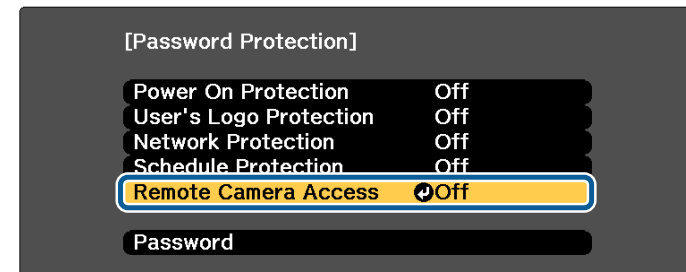 [Password Protection]
Power On Protection Off
User's Logo Protection Off
Network Protection Off
Schedule Protection Off
Remote Camera Access Off
Password